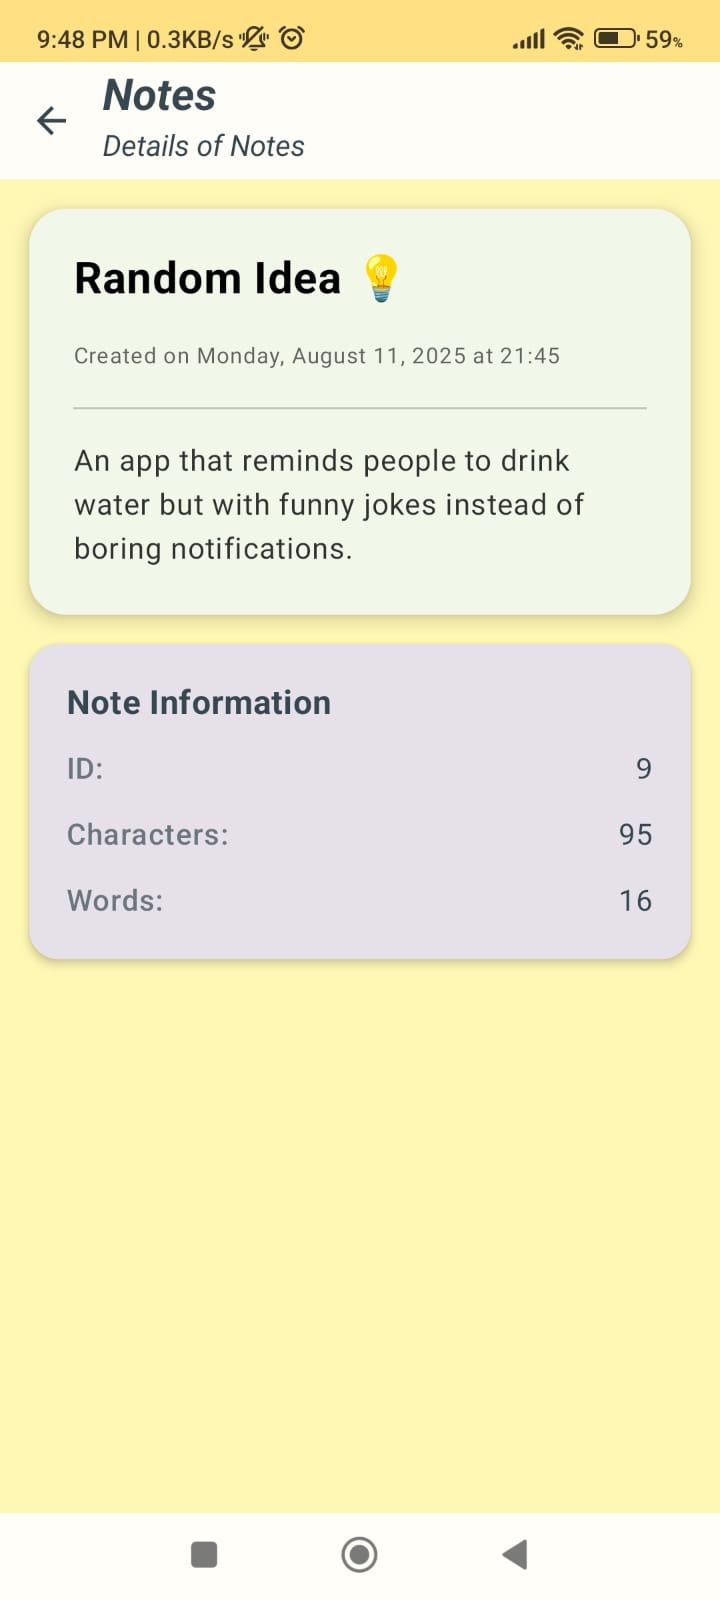 9:48 PM | 0.3KB/s 59%
Notes
Details of Notes
Random Idea 💡
Created on Monday, August 11, 2025 at 21:45
An app that reminds people to drink
water but with funny jokes instead of
boring notifications.
Note Information
ID: 9
Characters: 95
Words: 16